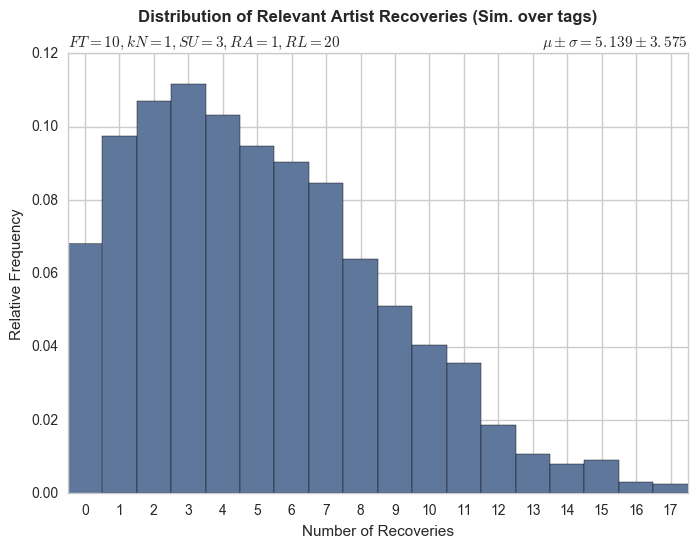 Distribution of Relevant Artist Recoveries (Sim. over tags)
FT = 10, kN = 1, SU = 3, RA = 1, RL = 20    μ ± σ = 5.139 ± 3.575
0.12
0.10
0.08
0.06
0.04
0.02
0.00
Relative Frequency
0 1 2 3 4 5 6 7 8 9 10 11 12 13 14 15 16 17
Number of Recoveries